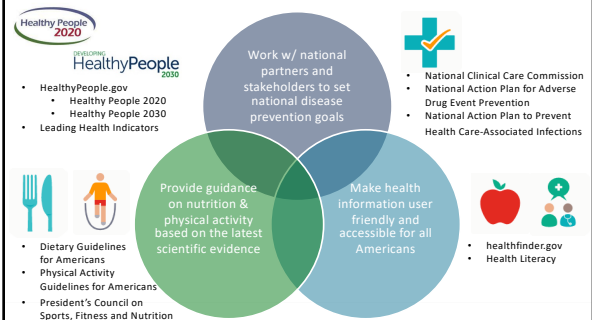 Healthy People
2020
DEVELOPING
HealthyPeople
2030
• HealthyPeople.gov
• Healthy People 2020
• Healthy People 2030
• Leading Health Indicators
Work w/ national
partners and
stakeholders to set
national disease
prevention goals
• National Clinical Care Commission
• National Action Plan for Adverse
Drug Event Prevention
• National Action Plan to Prevent
Health Care-Associated Infections
Provide guidance
on nutrition &
physical activity
based on the latest
scientific evidence
Make health
information user
friendly and
accessible for all
Americans
• Dietary Guidelines
for Americans
• Physical Activity
Guidelines for Americans
• President's Council on
Sports, Fitness and Nutrition
• healthfinder.gov
• Health Literacy